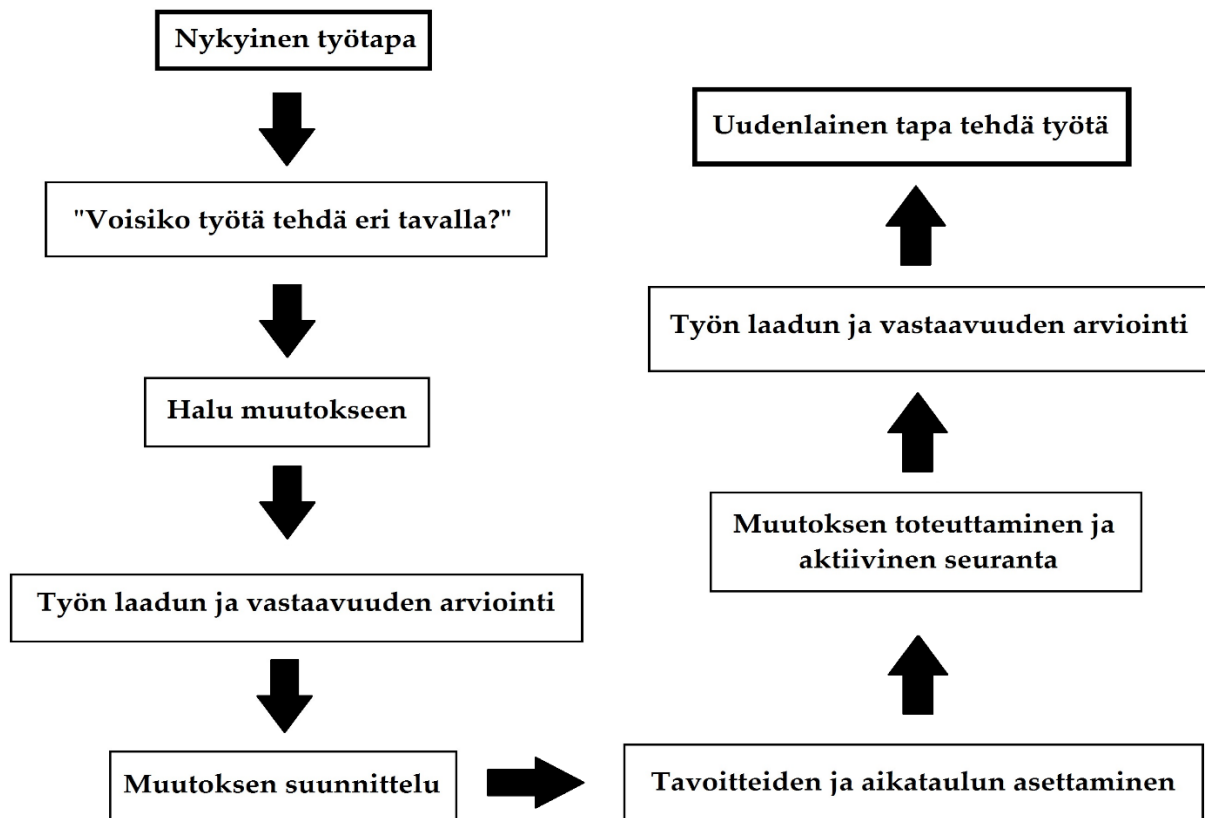 Nykyinen työtapa
"Voisiko työtä tehdä eri tavalla?"
Halu muutokseen
Työn laadun ja vastaavuuden arviointi
Muutoksen suunnittelu
Tavoitteiden ja aikataulun asettaminen
Muutoksen toteuttaminen ja
aktiivinen seuranta
Työn laadun ja vastaavuuden arviointi
Uudenlainen tapa tehdä työtä